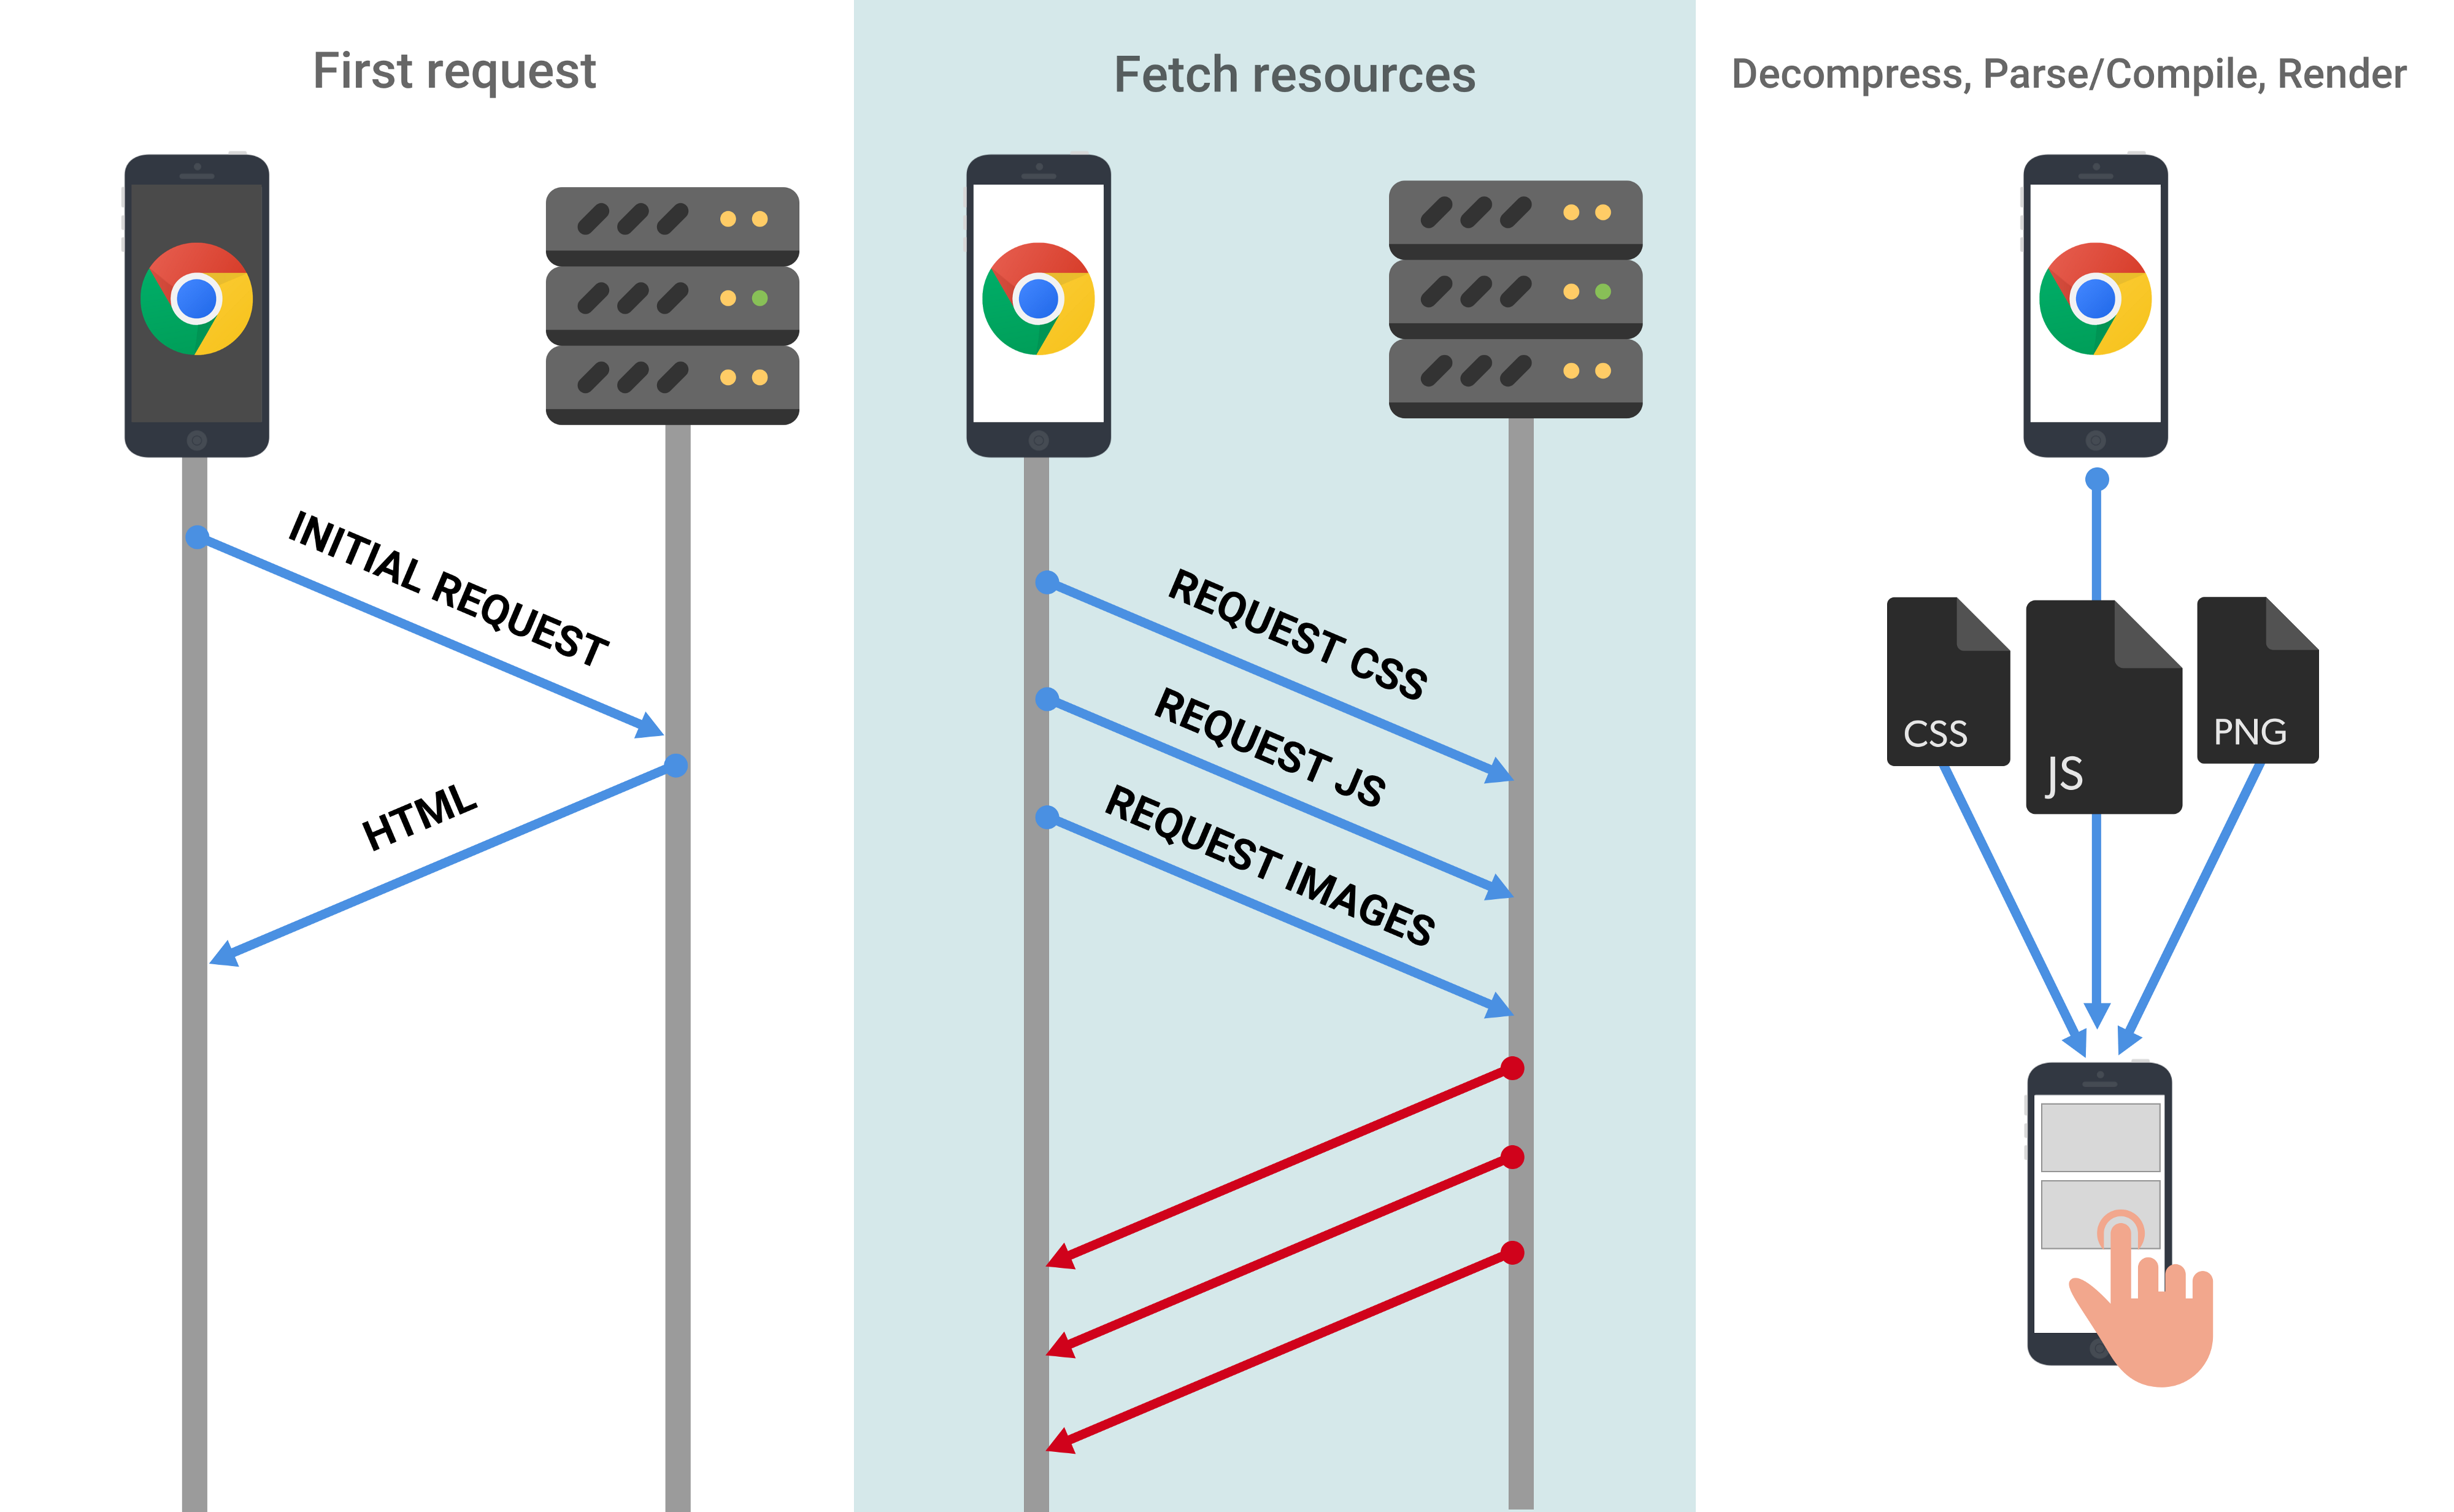 First request
INITIAL REQUEST
HTML
Fetch resources
REQUEST CSS
REQUEST JS
REQUEST IMAGES
Decompress, Parse/Compile, Render
CSS
JS
PNG